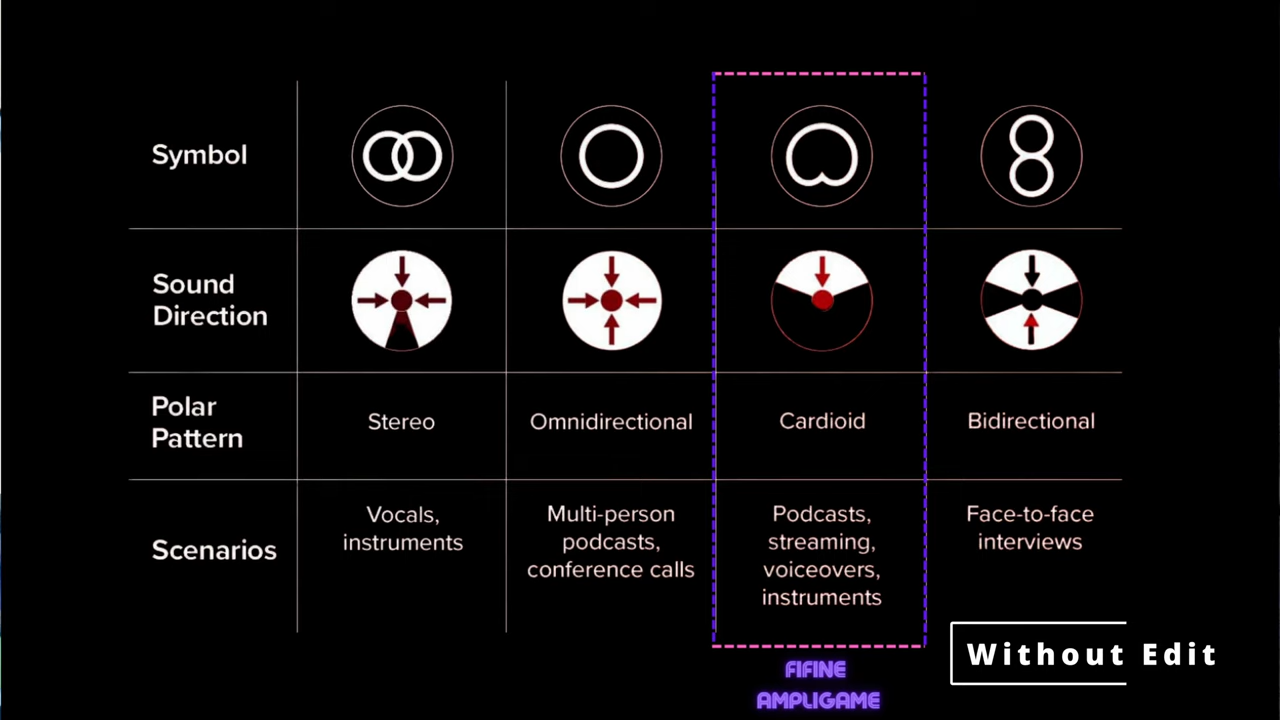 Symbol
Sound
Direction
Polar
Pattern
Stereo
Omnidirectional
Cardioid
Bidirectional
Scenarios
Vocals,
instruments
Multi-person
podcasts,
conference calls
Podcasts,
streaming,
voiceovers,
instruments
Face-to-face
interviews
Without Edit
FIFINE
AMPLIGAME